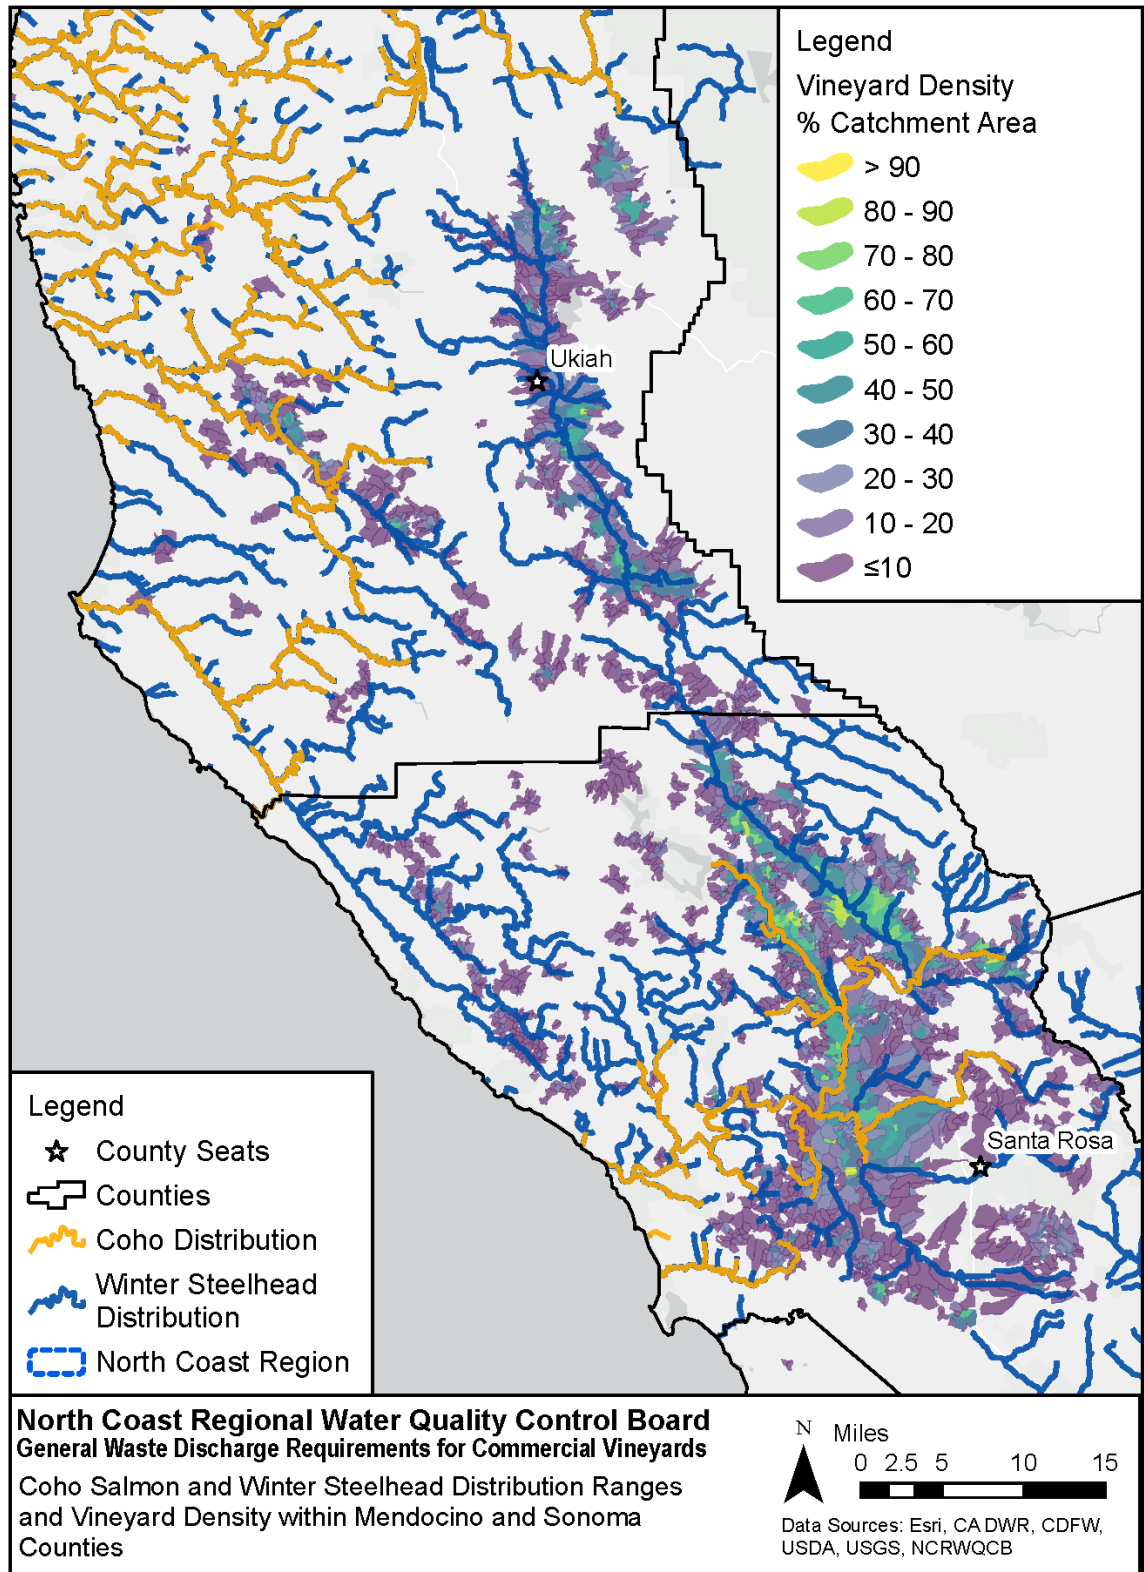 Legend
Vineyard Density
% Catchment Area
> 90
80 - 90
70 - 80
60 - 70
50 - 60
40 - 50
30 - 40
20 - 30
10 - 20
≤10
Ukiah
Santa Rosa
Legend
County Seats
Counties
Coho Distribution
Winter Steelhead
Distribution
North Coast Region
North Coast Regional Water Quality Control Board
General Waste Discharge Requirements for Commercial Vineyards
Coho Salmon and Winter Steelhead Distribution Ranges
and Vineyard Density within Mendocino and Sonoma
Counties
N
Miles
0 2.5 5 10 15
Data Sources: Esri, CA DWR, CDFW,
USDA, USGS, NCRWQCB